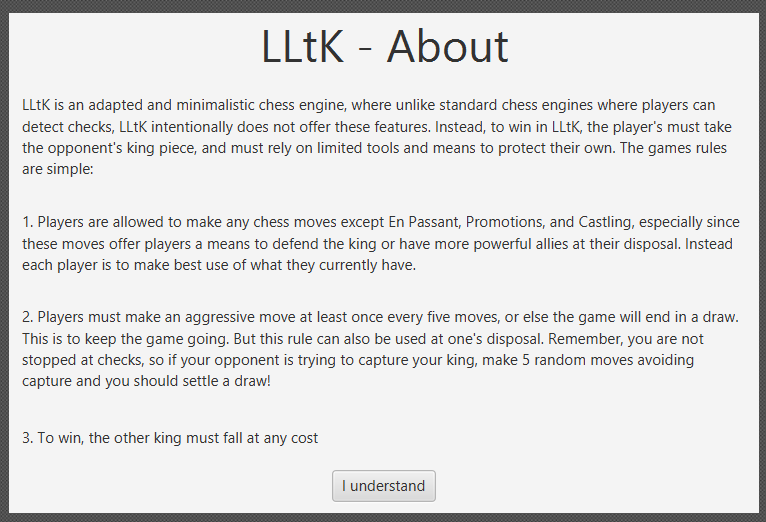 LLtK - About
LLtK is an adapted and minimalistic chess engine, where unlike standard chess engines where players can
detect checks, LLtK intentionally does not offer these features. Instead, to win in LLtK, the player's must take
the opponent's king piece, and must rely on limited tools and means to protect their own. The games rules
are simple:
1. Players are allowed to make any chess moves except En Passant, Promotions, and Castling, especially since
these moves offer players a means to defend the king or have more powerful allies at their disposal. Instead
each player is to make best use of what they currently have.
2. Players must make an aggressive move at least once every five moves, or else the game will end in a draw.
This is to keep the game going. But this rule can also be used at one's disposal. Remember, you are not
stopped at checks, so if your opponent is trying to capture your king, make 5 random moves avoiding
capture and you should settle a draw!
3. To win, the other king must fall at any cost
I understand